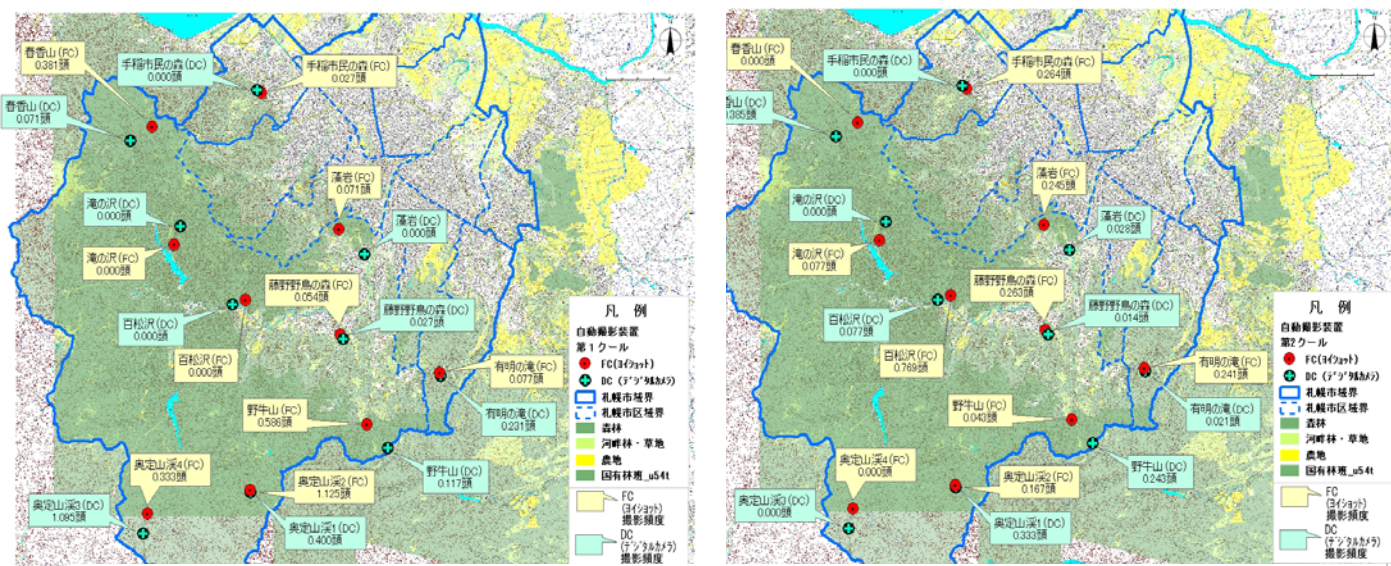 春香山(FC)
0.381頭
手稲市民の森(DC)
0.000頭
手稲市民の森(FC)
0.027頭
春香山(DC)
0.071頭
藻岩(FC)
0.071頭
滝の沢(DC)
0.000頭
藻岩(DC)
0.000頭
滝の沢(FC)
0.000頭
藤野野鳥の森(FC)
0.054頭
藤野野鳥の森(DC)
0.027頭
百松沢(DC)
0.000頭
百松沢(FC)
0.000頭
有明の滝(FC)
0.077頭
野牛山(FC)
0.586頭
有明の滝(DC)
0.231頭
奥定山渓4(FC)
0.333頭
奥定山渓2(FC)
1.125頭
野牛山(DC)
0.117頭
奥定山渓3(DC)
1.095頭
奥定山渓1(DC)
0.400頭
凡 例
自動撮影装置
第1クール
FC(ヨイショット)
DC (デジタルカメラ)
札幌市域界
札幌市区域界
森林
河畔林・草地
農地
国有林班_u54t
FC
(ヨイショット)
撮影頻度
DC
(デジタルカメラ)
撮影頻度
春香山(FC)
0.000頭
手稲市民の森(DC)
0.000頭
手稲市民の森(FC)
0.264頭
香山(DC)
.385頭
藻岩(FC)
0.245頭
滝の沢(DC)
0.000頭
藻岩(DC)
0.028頭
滝の沢(FC)
0.077頭
藤野野鳥の森(FC)
0.263頭
藤野野鳥の森(DC)
0.014頭
百松沢(DC)
0.077頭
百松沢(FC)
0.769頭
有明の滝(FC)
0.241頭
野牛山(FC)
0.043頭
有明の滝(DC)
0.021頭
奥定山渓4(FC)
0.000頭
奥定山渓2(FC)
0.167頭
野牛山(DC)
0.243頭
奥定山渓3(DC)
0.000頭
奥定山渓1(DC)
0.333頭
凡 例
自動撮影装置
第2クール
FC(ヨイショット)
DC (デジタルカメラ)
札幌市域界
札幌市区域界
森林
河畔林・草地
農地
国有林班_u54t
FC
(ヨイショット)
撮影頻度
DC
(デジタルカメラ)
撮影頻度